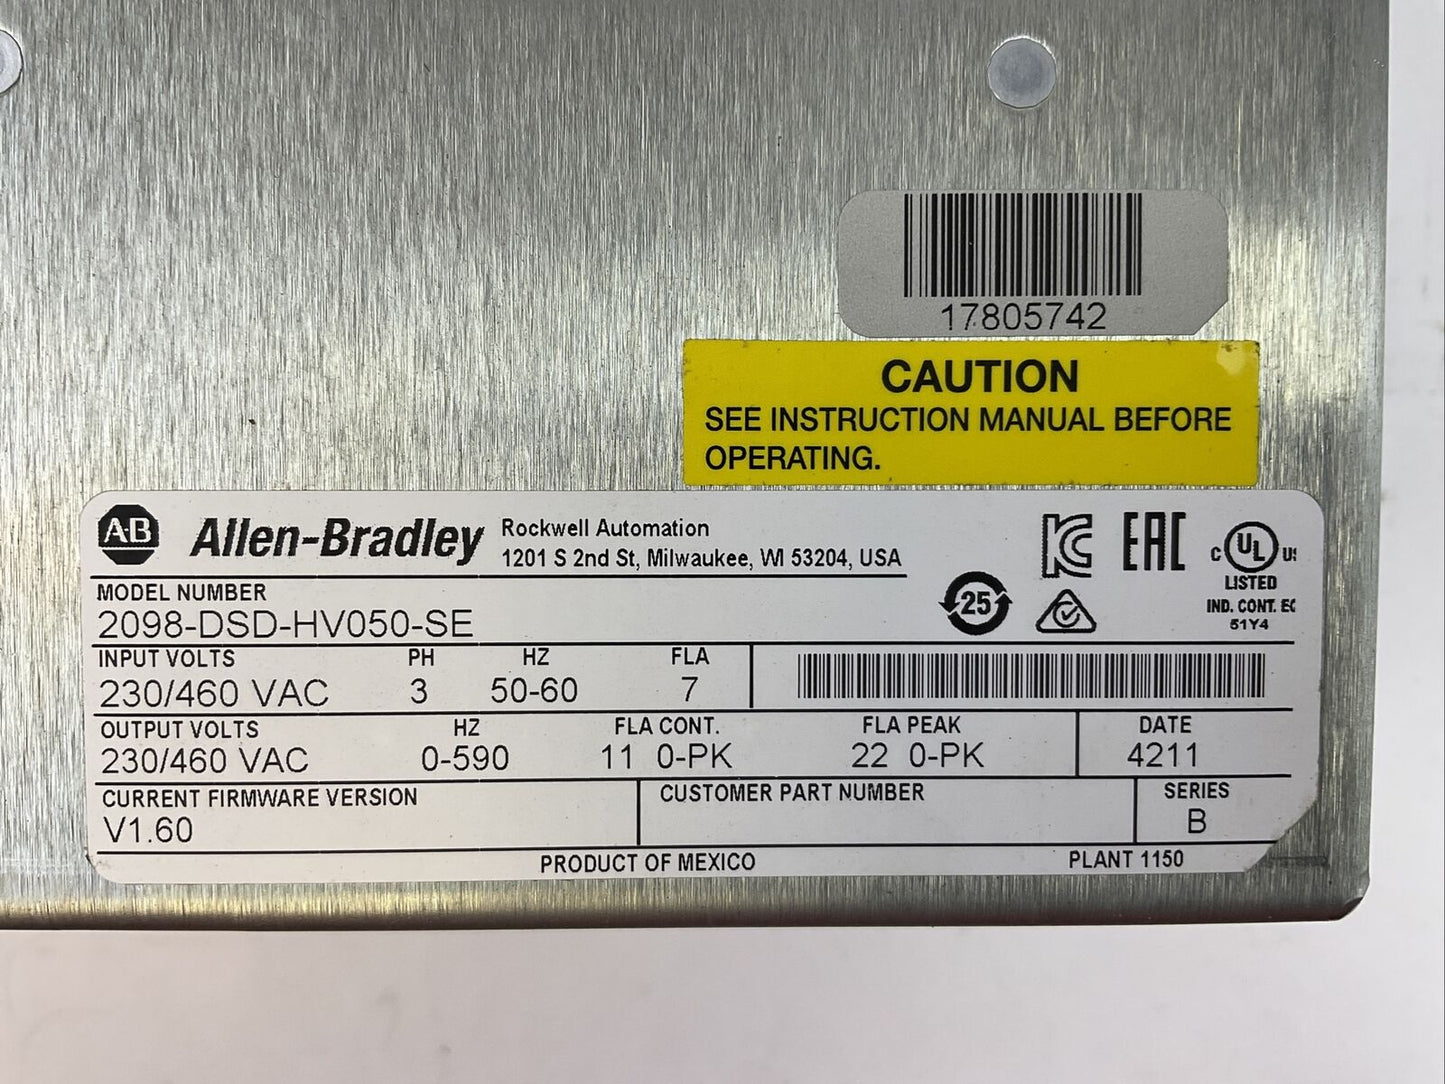 17805742
CAUTION
SEE INSTRUCTION MANUAL BEFORE
OPERATING.
AB Allen-Bradley Rockwell Automation
1201 S 2nd St, Milwaukee, WI 53204, USA
KC EAC C UL US
LISTED
IND. CONT. EQ
51Y4
25
MODEL NUMBER
2098-DSD-HV050-SE
INPUT VOLTS PH HZ FLA
230/460 VAC 3 50-60 7
OUTPUT VOLTS HZ FLA CONT. FLA PEAK DATE
230/460 VAC 0-590 11 0-PK 22 0-PK 4211
CURRENT FIRMWARE VERSION CUSTOMER PART NUMBER SERIES
V1.60 B
PRODUCT OF MEXICO PLANT 1150